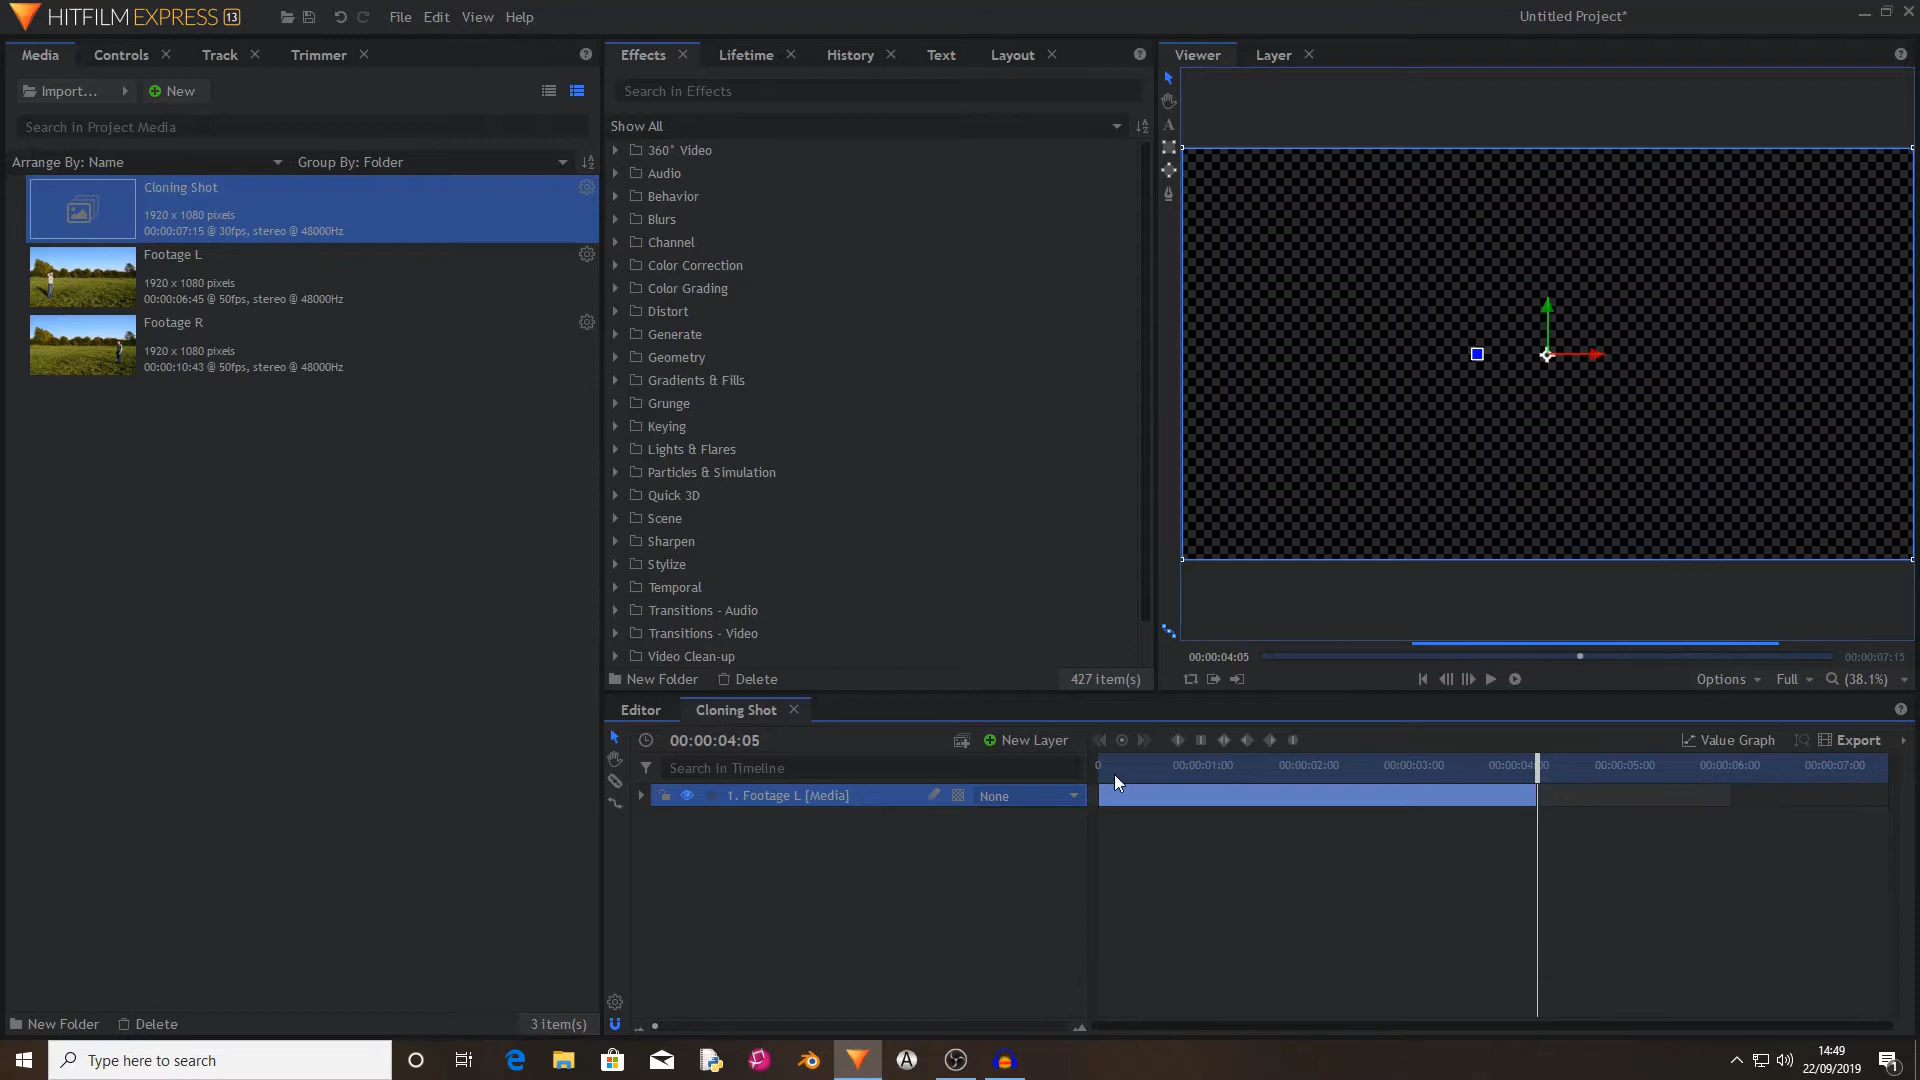 HITFILM EXPRESS 13
File Edit View Help
Untitled Project*
Media Controls Track Trimmer
Import... New
Search in Project Media
Arrange By: Name Group By: Folder
Cloning Shot
1920 x 1080 pixels
00:00:07:15 @ 30fps, stereo @ 48000Hz
Footage L
1920 x 1080 pixels
00:00:06:45 @ 50fps, stereo @ 48000Hz
Footage R
1920 x 1080 pixels
00:00:10:43 @ 50fps, stereo @ 48000Hz
New Folder Delete 3 item(s)
Effects Lifetime History Text Layout
Search in Effects
Show All
360° Video
Audio
Behavior
Blurs
Channel
Color Correction
Color Grading
Distort
Generate
Geometry
Gradients & Fills
Grunge
Keying
Lights & Flares
Particles & Simulation
Quick 3D
Scene
Sharpen
Stylize
Temporal
Transitions - Audio
Transitions - Video
Video Clean-up
New Folder Delete 427 item(s)
Viewer Layer
A
00:00:04:05 00:00:07:15
Options Full (38.1%)
Editor Cloning Shot
00:00:04:05 New Layer Value Graph Export
Search in Timeline
0 00:00:01:00 00:00:02:00 00:00:03:00 00:00:04:00 00:00:05:00 00:00:06:00 00:00:07:00
1. Footage L [Media] None
Type here to search
14:49
22/09/2019
1